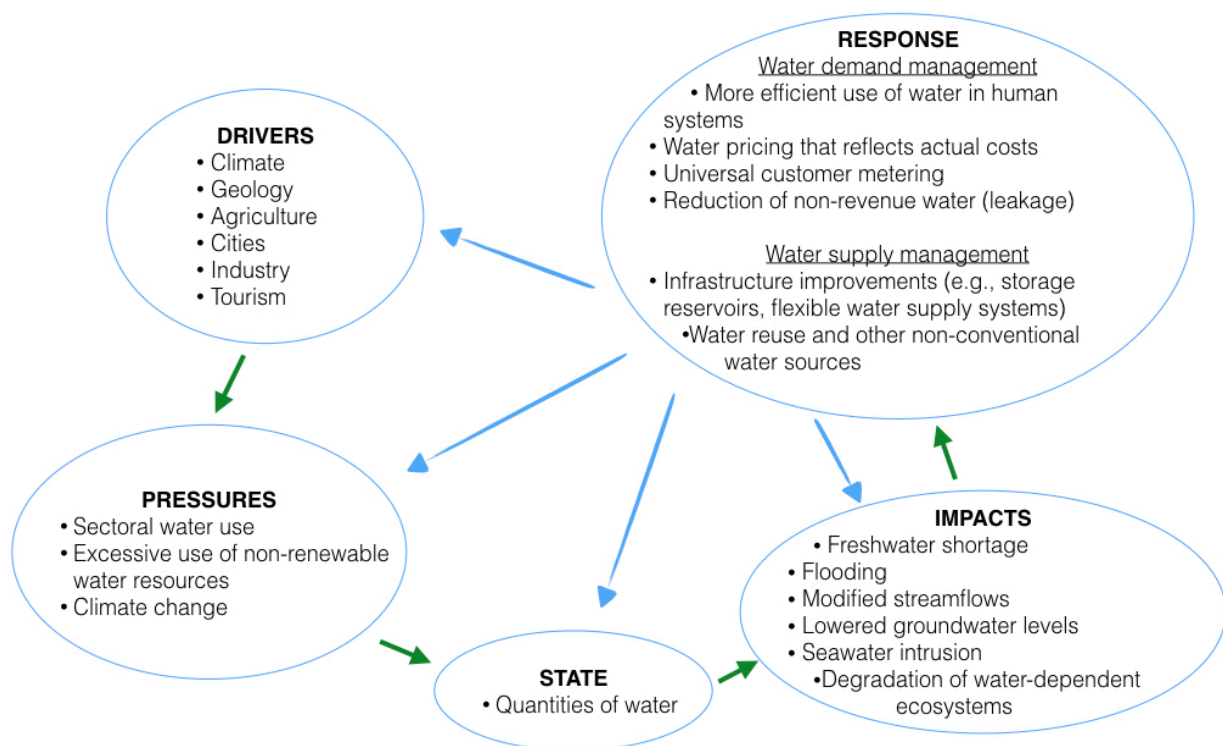 DRIVERS
• Climate
• Geology
• Agriculture
• Cities
• Industry
• Tourism
RESPONSE
Water demand management
• More efficient use of water in human
systems
• Water pricing that reflects actual costs
• Universal customer metering
• Reduction of non-revenue water (leakage)
Water supply management
• Infrastructure improvements (e.g., storage
reservoirs, flexible water supply systems)
•Water reuse and other non-conventional
water sources
PRESSURES
• Sectoral water use
• Excessive use of non-renewable
water resources
• Climate change
STATE
• Quantities of water
IMPACTS
• Freshwater shortage
• Flooding
• Modified streamflows
• Lowered groundwater levels
• Seawater intrusion
•Degradation of water-dependent
ecosystems